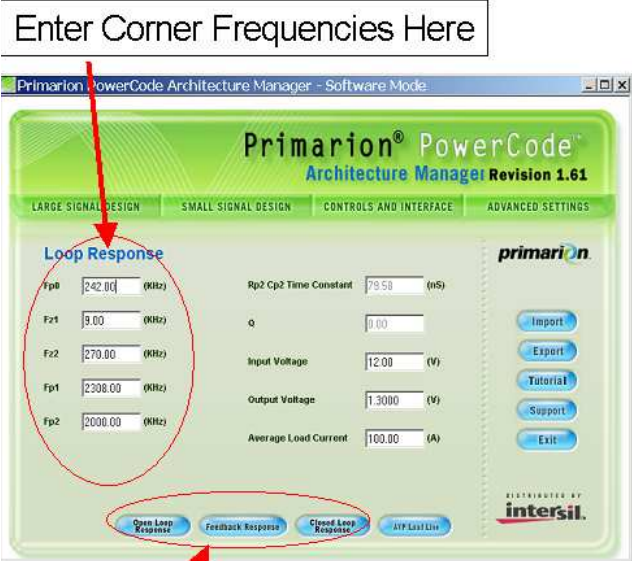 Enter Corner Frequencies Here
Primarion PowerCode Architecture Manager - Software Mode
Primarion® PowerCode™
Architecture Manager Revision 1.61
LARGE SIGNAL DESIGN SMALL SIGNAL DESIGN CONTROLS AND INTERFACE ADVANCED SETTINGS
Loop Response
primarion
Fp0 242.00 (KHz) Rp2 Cp2 Time Constant 79.58 (nS)
Import
Fz1 9.00 (KHz) Q 0.00
Export
Fz2 270.00 (KHz) Input Voltage 12.00 (V)
Tutorial
Fp1 2308.00 (KHz) Output Voltage 1.3000 (V)
Support
Fp2 2000.00 (KHz) Average Load Current 100.00 (A)
Exit
DISTRIBUTED BY
intersil.
Open Loop Response Feedback Response Closed Loop Response ATP Load Line